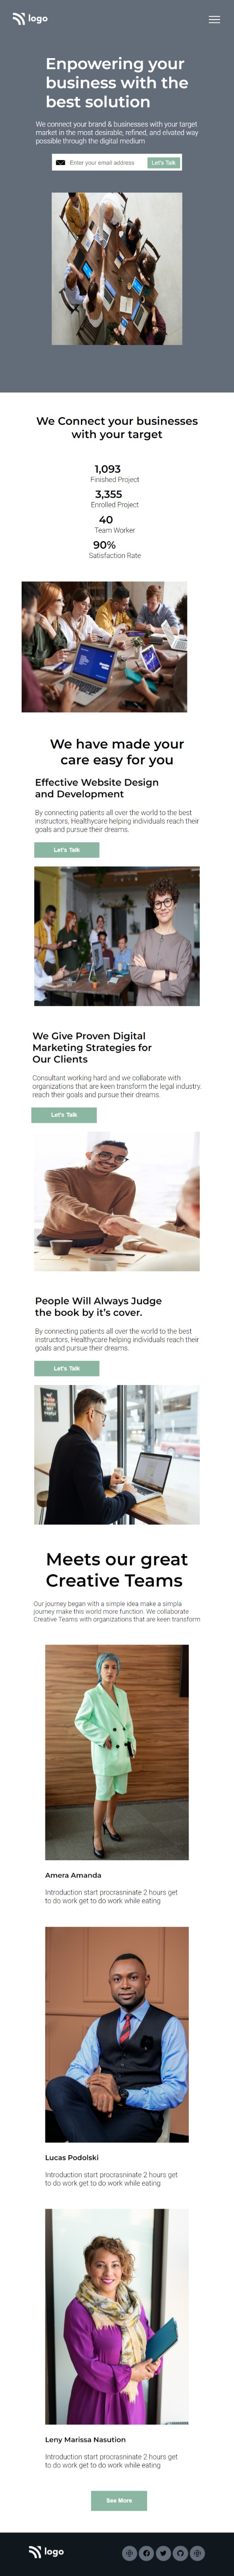 logo
Enpowering your
business with the
best solution
We connect your brand & businesses with your target
market in the most desirable, refined, and elvated way
possible through the digital medium
Enter your email address
Let's Talk
We Connect your businesses
with your target
1,093
Finished Project
3,355
Enrolled Project
40
Team Worker
90%
Satisfaction Rate
We have made your
care easy for you
Effective Website Design
and Development
By connecting patients all over the world to the best
instructors, Healthycare helping individuals reach their
goals and pursue their dreams.
Let's Talk
We Give Proven Digital
Marketing Strategies for
Our Clients
Consultant working hard and we collaborate with
organizations that are keen transform the legal industry.
reach their goals and pursue their dreams.
Let's Talk
People Will Always Judge
the book by it's cover.
By connecting patients all over the world to the best
instructors, Healthycare helping individuals reach their
goals and pursue their dreams.
Let's Talk
Meets our great
Creative Teams
Our journey began with a simple idea make a simpla
journey make this world more function. We collaborate
Creative Teams with organizations that are keen transform
Amera Amanda
Introduction start procrasninate 2 hours get
to do work get to do work while eating
Lucas Podolski
Introduction start procrasninate 2 hours get
to do work get to do work while eating
Leny Marissa Nasution
Introduction start procrasninate 2 hours get
to do work get to do work while eating
See More
logo